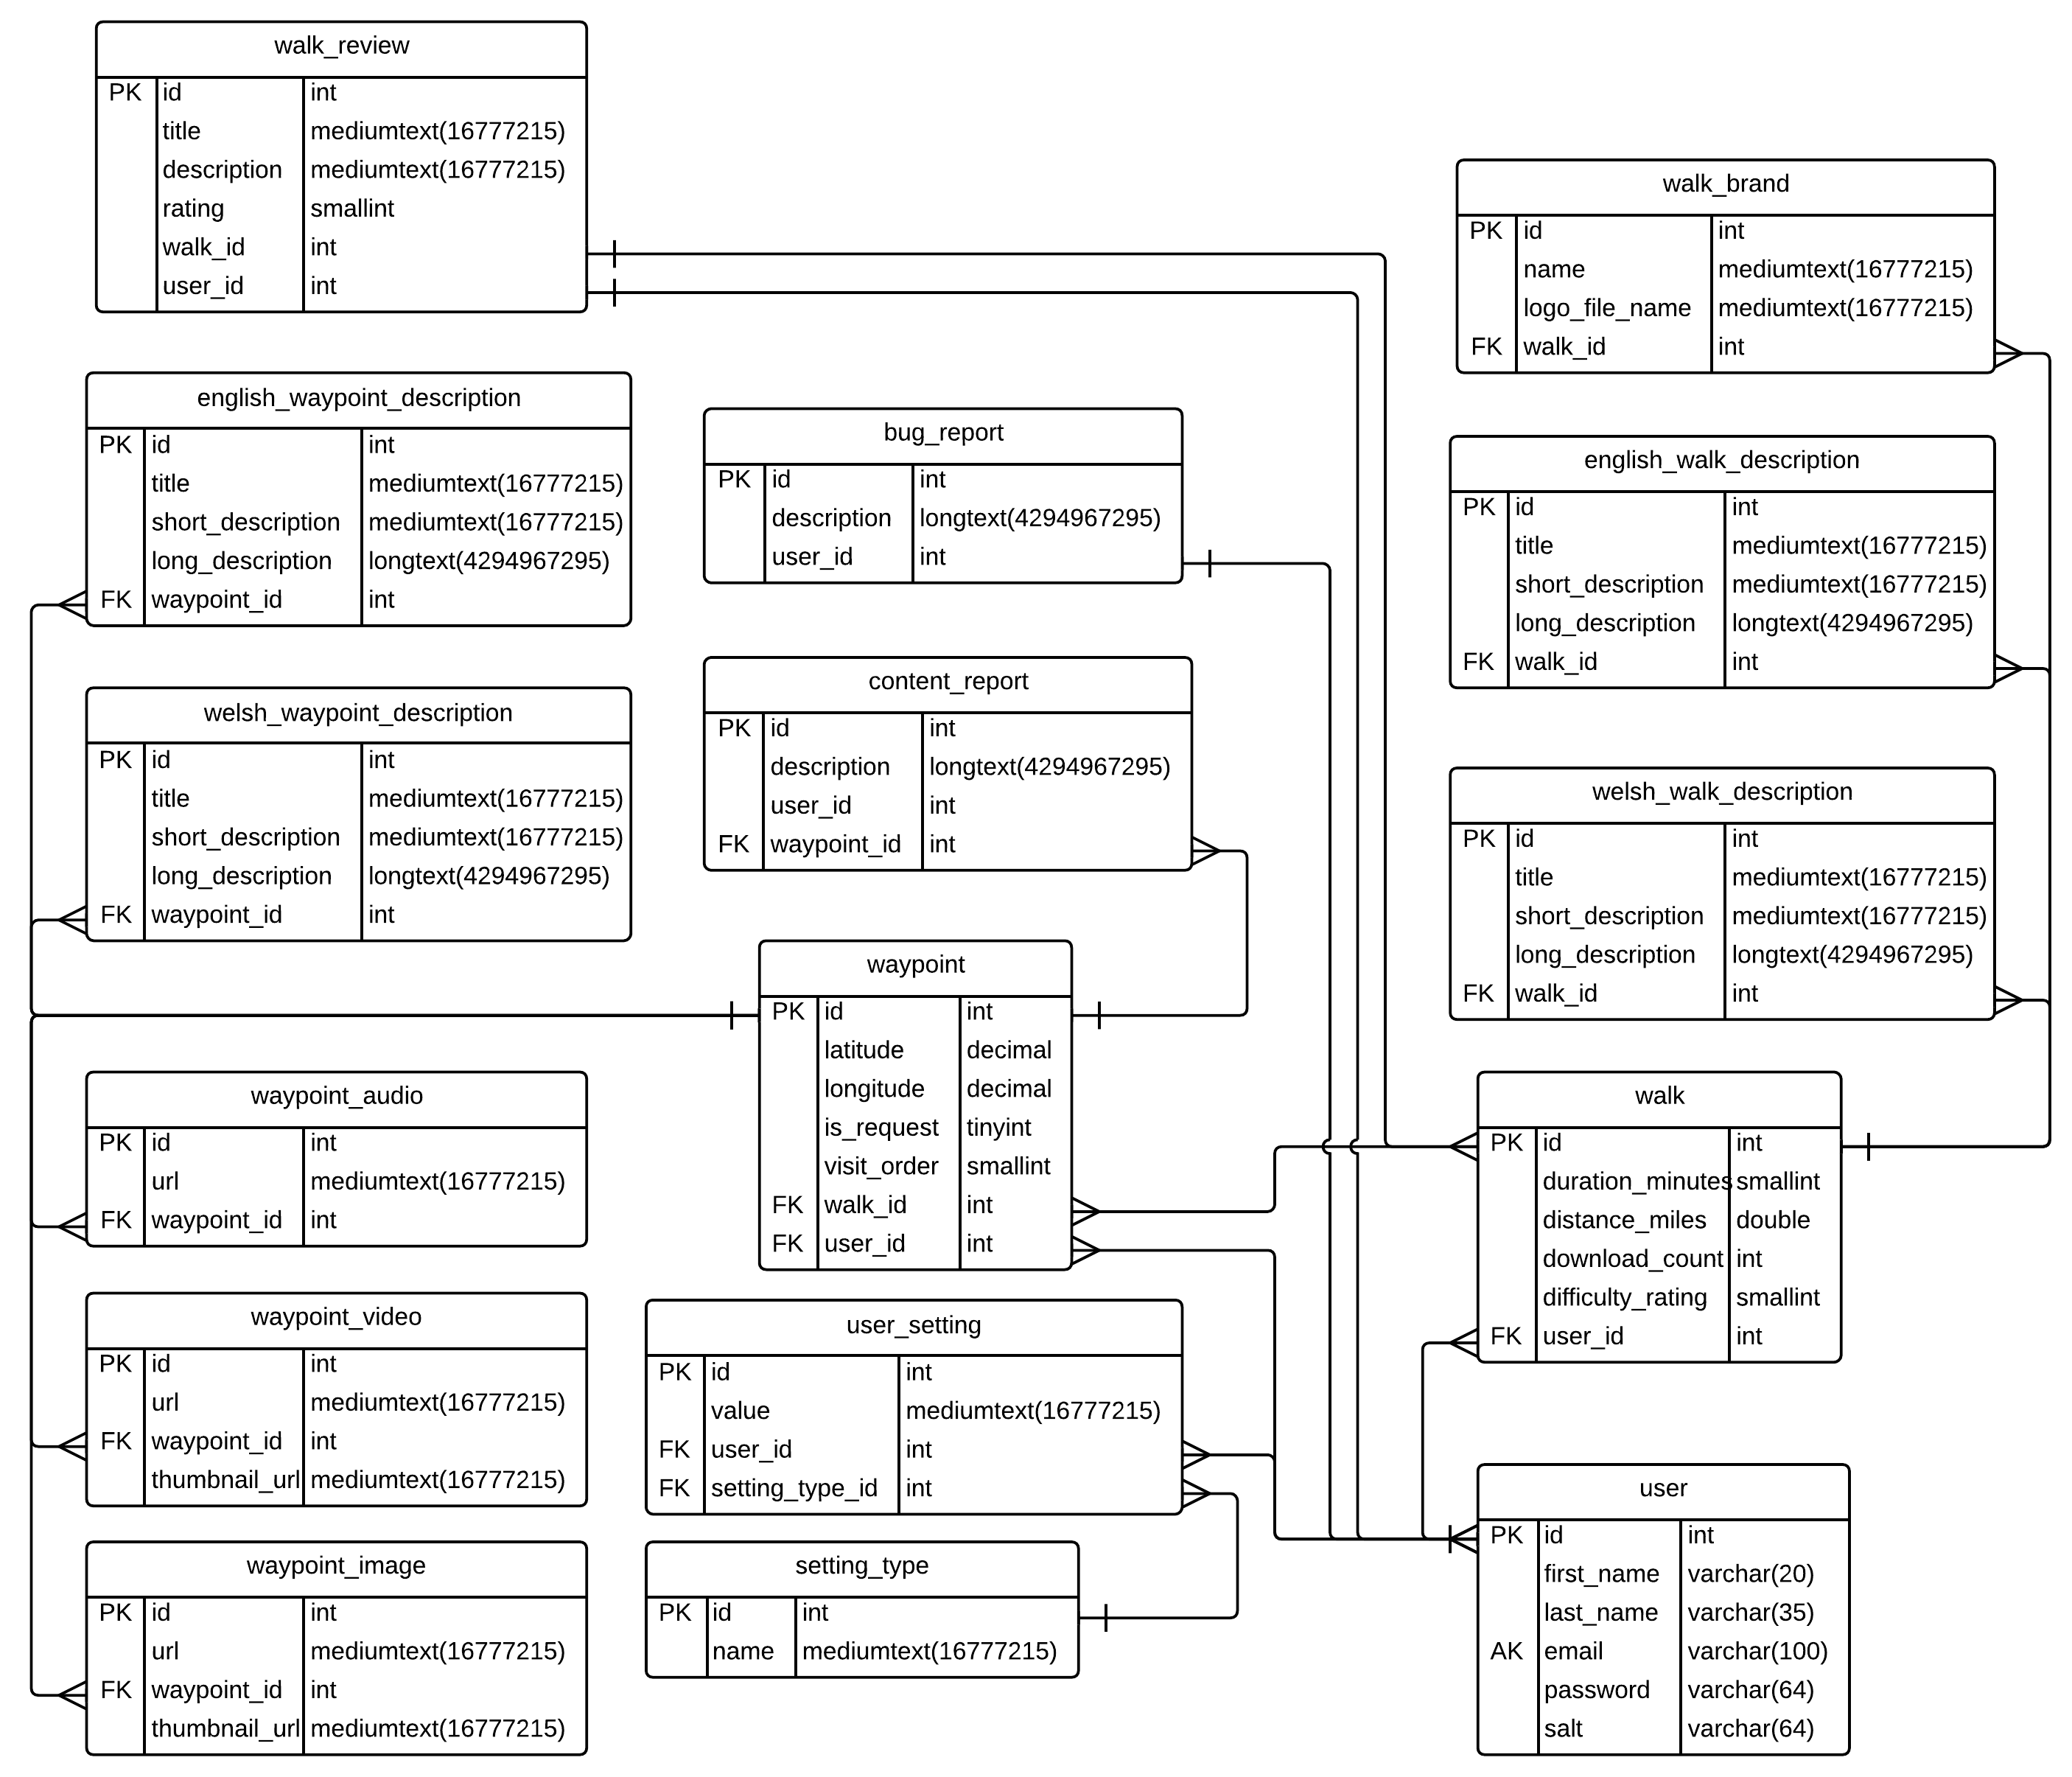 walk_review
PK id int
title mediumtext(16777215)
description mediumtext(16777215)
rating smallint
walk_id int
user_id int
walk_brand
PK id int
name mediumtext(16777215)
logo_file_name mediumtext(16777215)
FK walk_id int
english_waypoint_description
PK id int
title mediumtext(16777215)
short_description mediumtext(16777215)
long_description longtext(4294967295)
FK waypoint_id int
bug_report
PK id int
description longtext(4294967295)
user_id int
english_walk_description
PK id int
title mediumtext(16777215)
short_description mediumtext(16777215)
long_description longtext(4294967295)
FK walk_id int
welsh_waypoint_description
PK id int
title mediumtext(16777215)
short_description mediumtext(16777215)
long_description longtext(4294967295)
FK waypoint_id int
content_report
PK id int
description longtext(4294967295)
user_id int
FK waypoint_id int
welsh_walk_description
PK id int
title mediumtext(16777215)
short_description mediumtext(16777215)
long_description longtext(4294967295)
FK walk_id int
waypoint
PK id int
latitude decimal
longitude decimal
is_request tinyint
visit_order smallint
FK walk_id int
FK user_id int
waypoint_audio
PK id int
url mediumtext(16777215)
FK waypoint_id int
walk
PK id int
duration_minutes smallint
distance_miles double
download_count int
difficulty_rating smallint
FK user_id int
waypoint_video
PK id int
url mediumtext(16777215)
FK waypoint_id int
thumbnail_url mediumtext(16777215)
user_setting
PK id int
value mediumtext(16777215)
FK user_id int
FK setting_type_id int
user
PK id int
first_name varchar(20)
last_name varchar(35)
AK email varchar(100)
password varchar(64)
salt varchar(64)
waypoint_image
PK id int
url mediumtext(16777215)
FK waypoint_id int
thumbnail_url mediumtext(16777215)
setting_type
PK id int
name mediumtext(16777215)